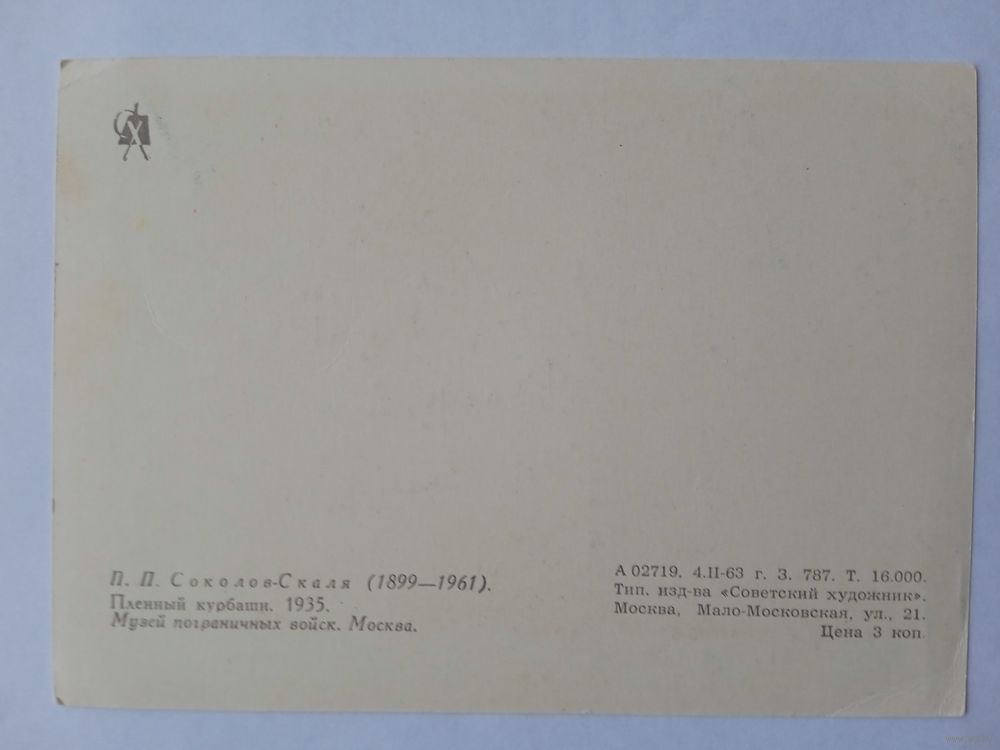 П. П. Соколов-Скаля (1899—1961).
Пленный курбаши. 1935.
Музей пограничных войск. Москва.
А 02719. 4.II-63 г. З. 787. Т. 16.000.
Тип. изд-ва «Советский художник».
Москва, Мало-Московская, ул., 21.
Цена 3 коп.